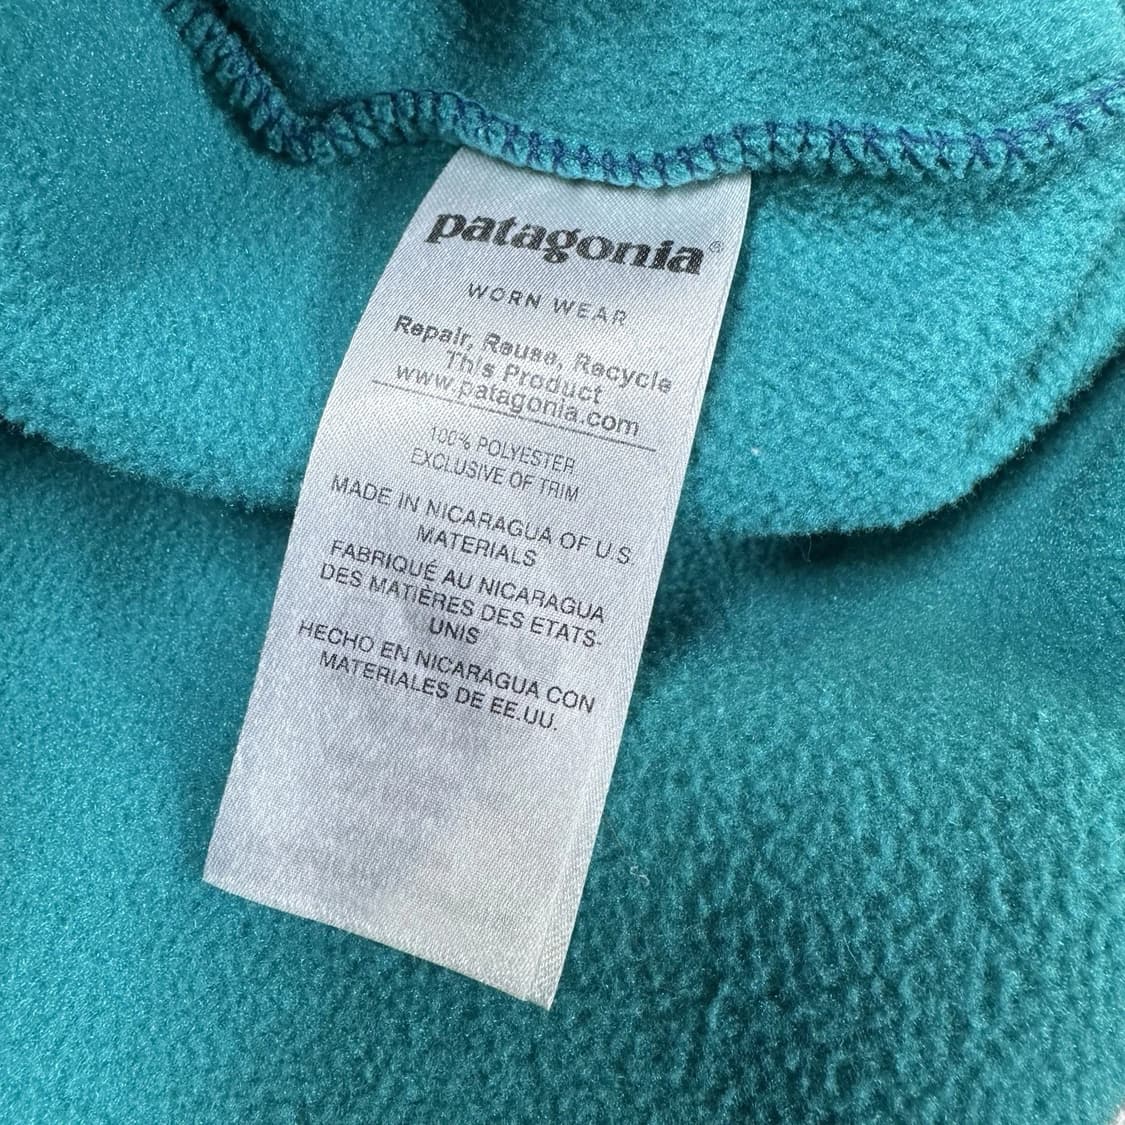 patagonia®
WORN WEAR
Repair, Reuse, Recycle
This Product
www.patagonia.com
100% POLYESTER
EXCLUSIVE OF TRIM
MADE IN NICARAGUA OF U.S.
MATERIALS
FABRIQUÉ AU NICARAGUA
DES MATIÈRES DES ETATS-
UNIS
HECHO EN NICARAGUA CON
MATERIALES DE EE.UU.